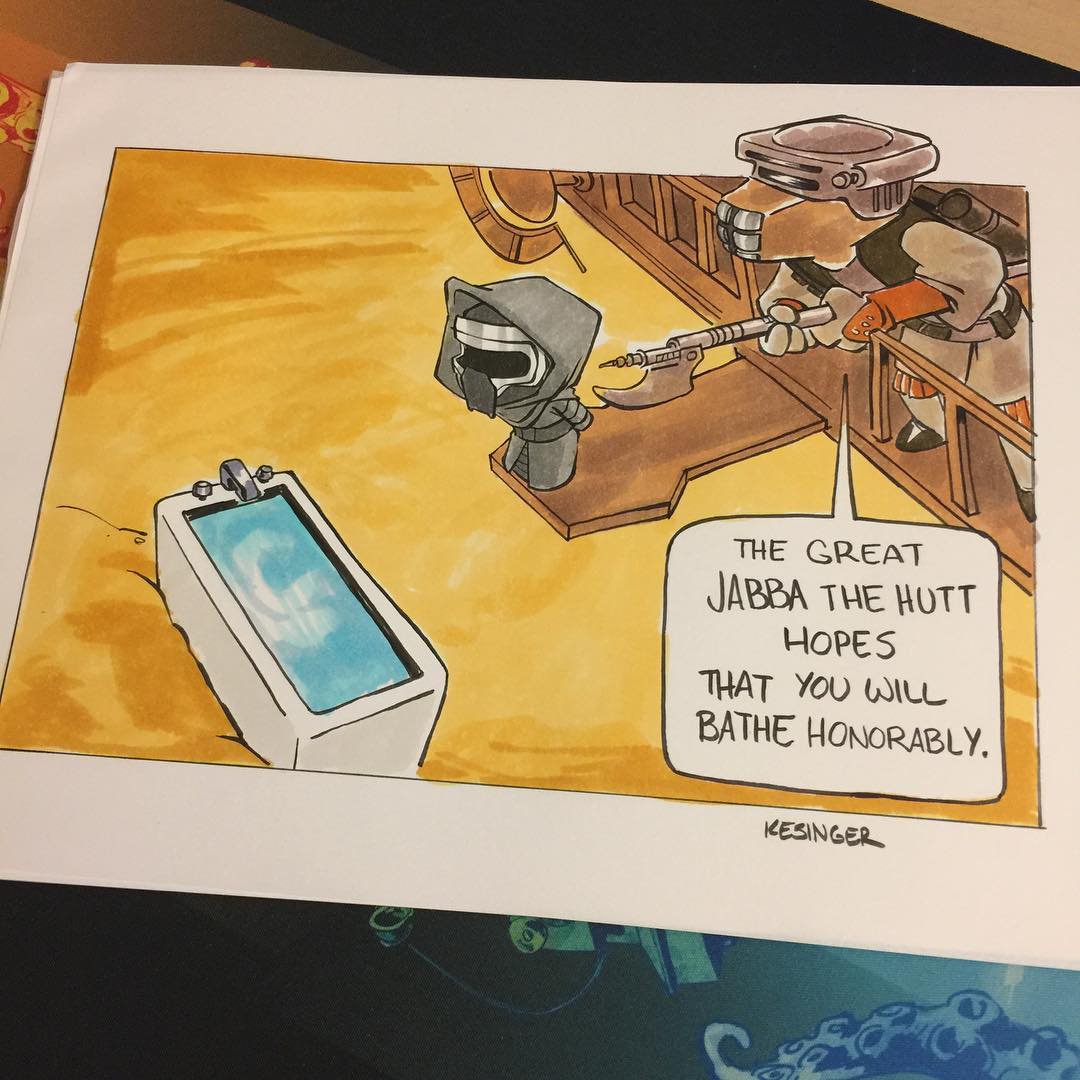 THE GREAT
JABBA THE HUTT
HOPES
THAT YOU WILL
BATHE HONORABLY.
KESINGER